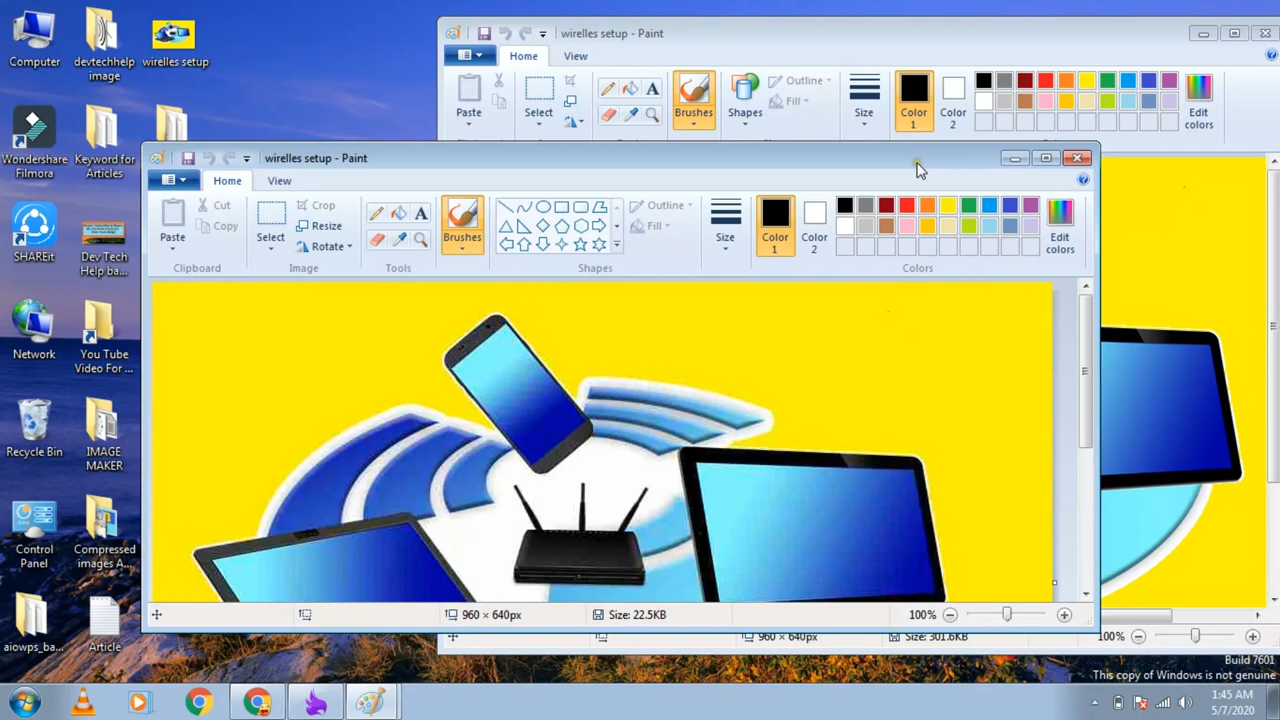 Computer
devtechhelp
image
wirelles setup
Wondershare
Filmora
Keyword for
Articles
SHAREit
Dev Tech
Help ba...
Network
You Tube
Video For ...
Recycle Bin
IMAGE
MAKER
Control
Panel
Compressed
images A...
aiowps_ba...
Article
wirelles setup - Paint
Home
View
Paste
Select
Brushes
Shapes
Outline
Fill
Size
Color
1
Color
2
Edit
colors
wirelles setup - Paint
Home
View
Paste
Cut
Copy
Clipboard
Select
Crop
Resize
Rotate
Image
A
Tools
Brushes
Shapes
Outline
Fill
Size
Color
1
Color
2
Colors
Edit
colors
960 × 640px
Size: 22.5KB
100%
960 × 640px
Size: 301.6KB
100%
Build 7601
This copy of Windows is not genuine
1:45 AM
5/7/2020